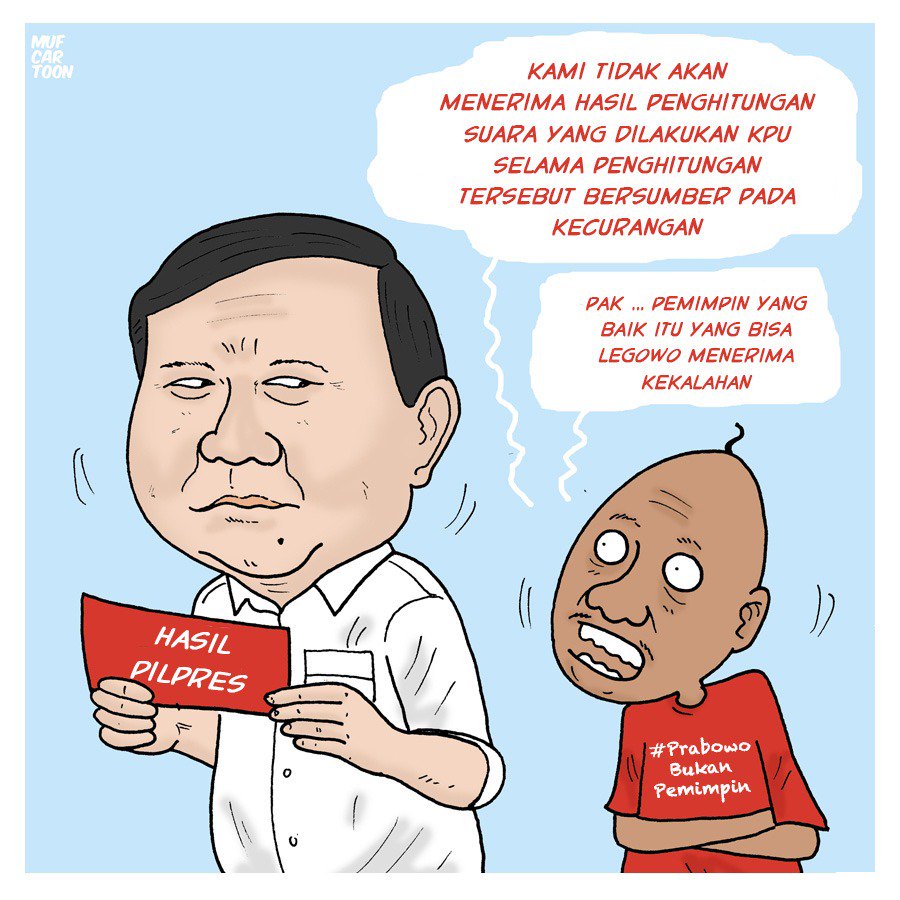 MUF
CAR
TOON
KAMI TIDAK AKAN
MENERIMA HASIL PENGHITUNGAN
SUARA YANG DILAKUKAN KPU
SELAMA PENGHITUNGAN
TERSEBUT BERSUMBER PADA
KECURANGAN
PAK ... PEMIMPIN YANG
BAIK ITU YANG BISA
LEGOWO MENERIMA
KEKALAHAN
HASIL
PILPRES
#Prabowo
Bukan
Pemimpin